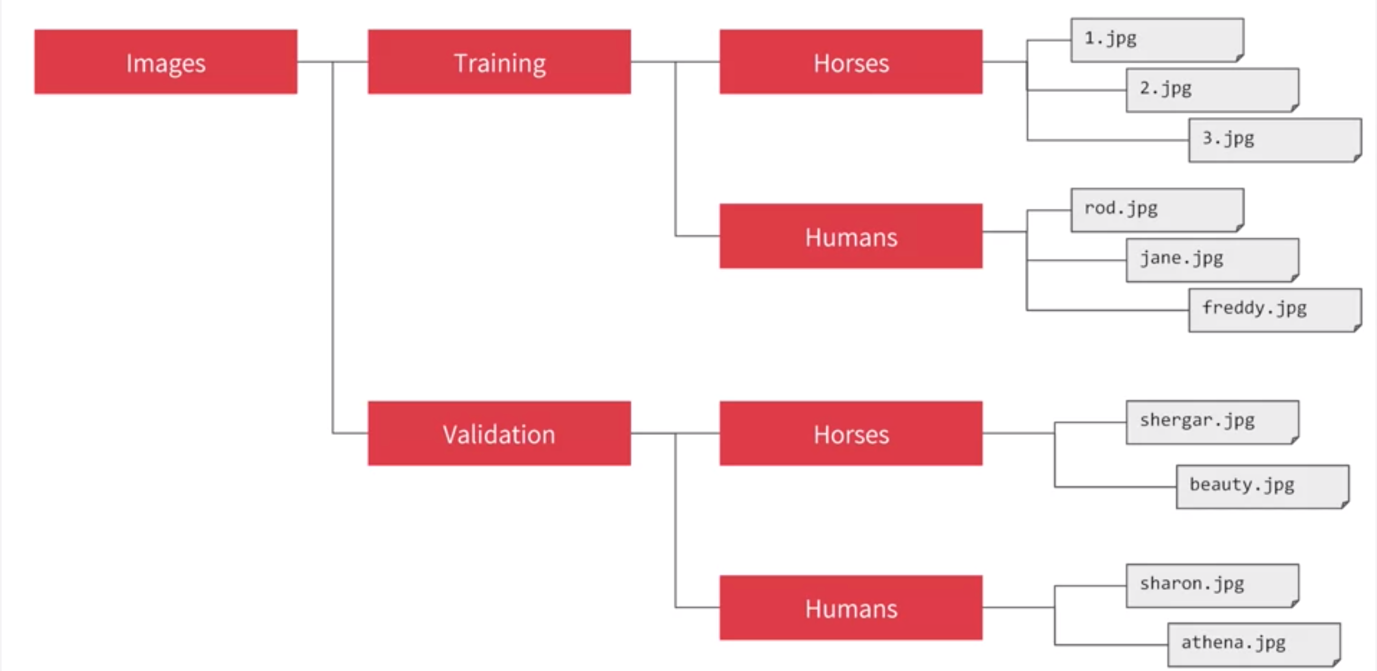 Images
Training
Horses
1.jpg
2.jpg
3.jpg
Humans
rod.jpg
jane.jpg
freddy.jpg
Validation
Horses
shergar.jpg
beauty.jpg
Humans
sharon.jpg
athena.jpg